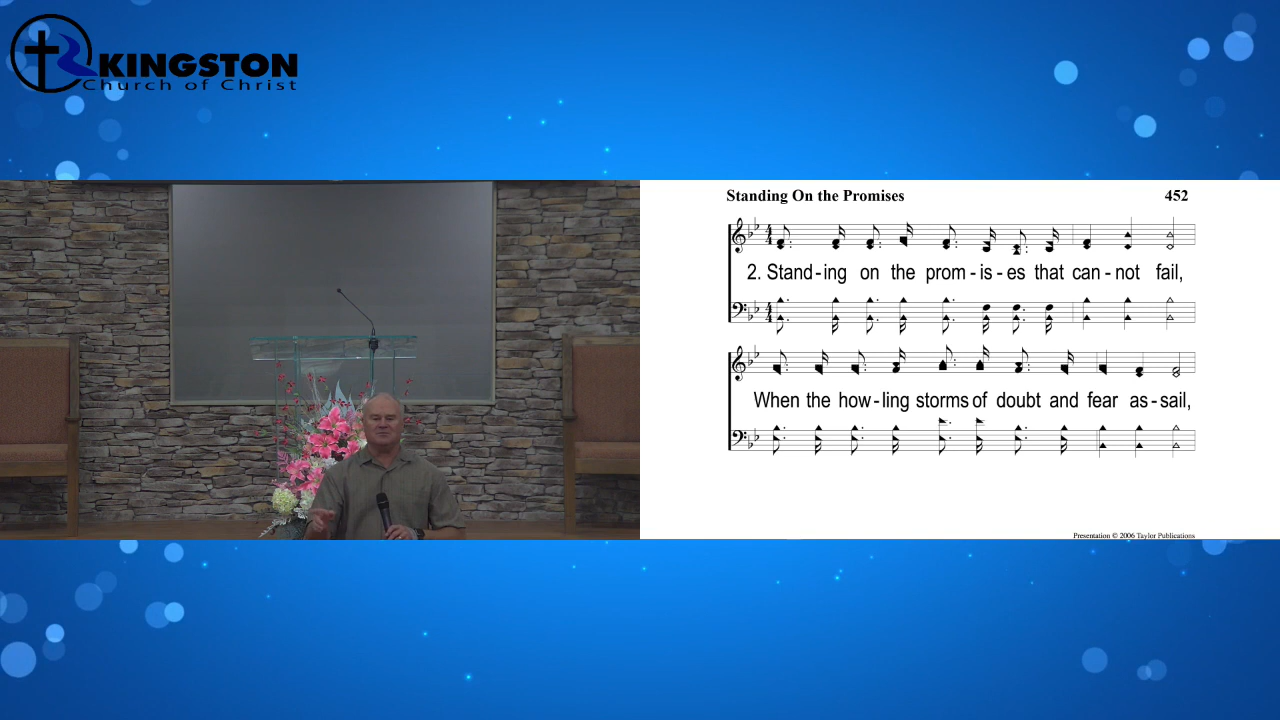 KINGSTON
Church of Christ
Standing On the Promises 452
2. Stand - ing on the prom - is - es that can - not fail,
When the how - ling storms of doubt and fear as - sail,
Presentation © 2006 Taylor Publications